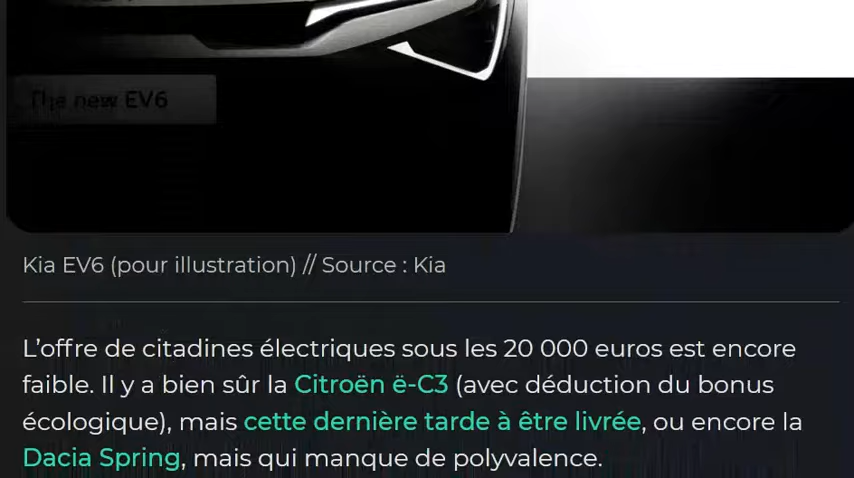 The new EV6
Kia EV6 (pour illustration) // Source : Kia
L’offre de citadines électriques sous les 20 000 euros est encore
faible. Il y a bien sûr la Citroën ë-C3 (avec déduction du bonus
écologique), mais cette dernière tarde à être livrée, ou encore la
Dacia Spring, mais qui manque de polyvalence.